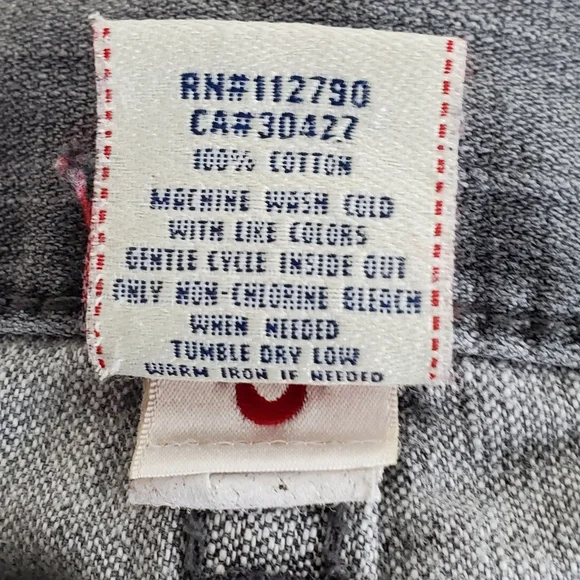 RN#112790
CA#30427
100% COTTON
MACHINE WASH COLD
WITH LIKE COLORS
GENTLE CYCLE INSIDE OUT
ONLY NON-CHLORINE BLEACH
WHEN NEEDED
TUMBLE DRY LOW
WARM IRON IF NEEDED